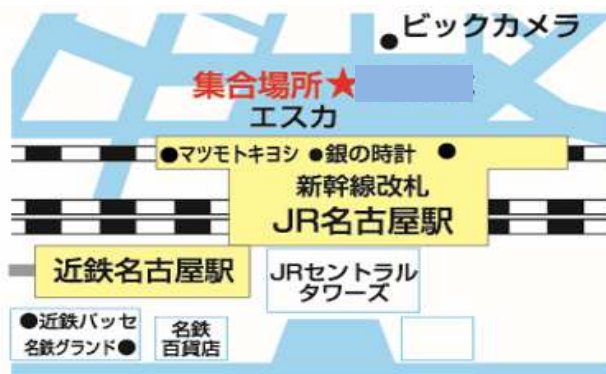 ビックカメラ
集合場所★
エスカ
●マツモトキヨシ ●銀の時計 ●
新幹線改札
JR名古屋駅
近鉄名古屋駅
JRセントラル
タワーズ
●近鉄パッセ
名鉄グランド●
名鉄
百貨店